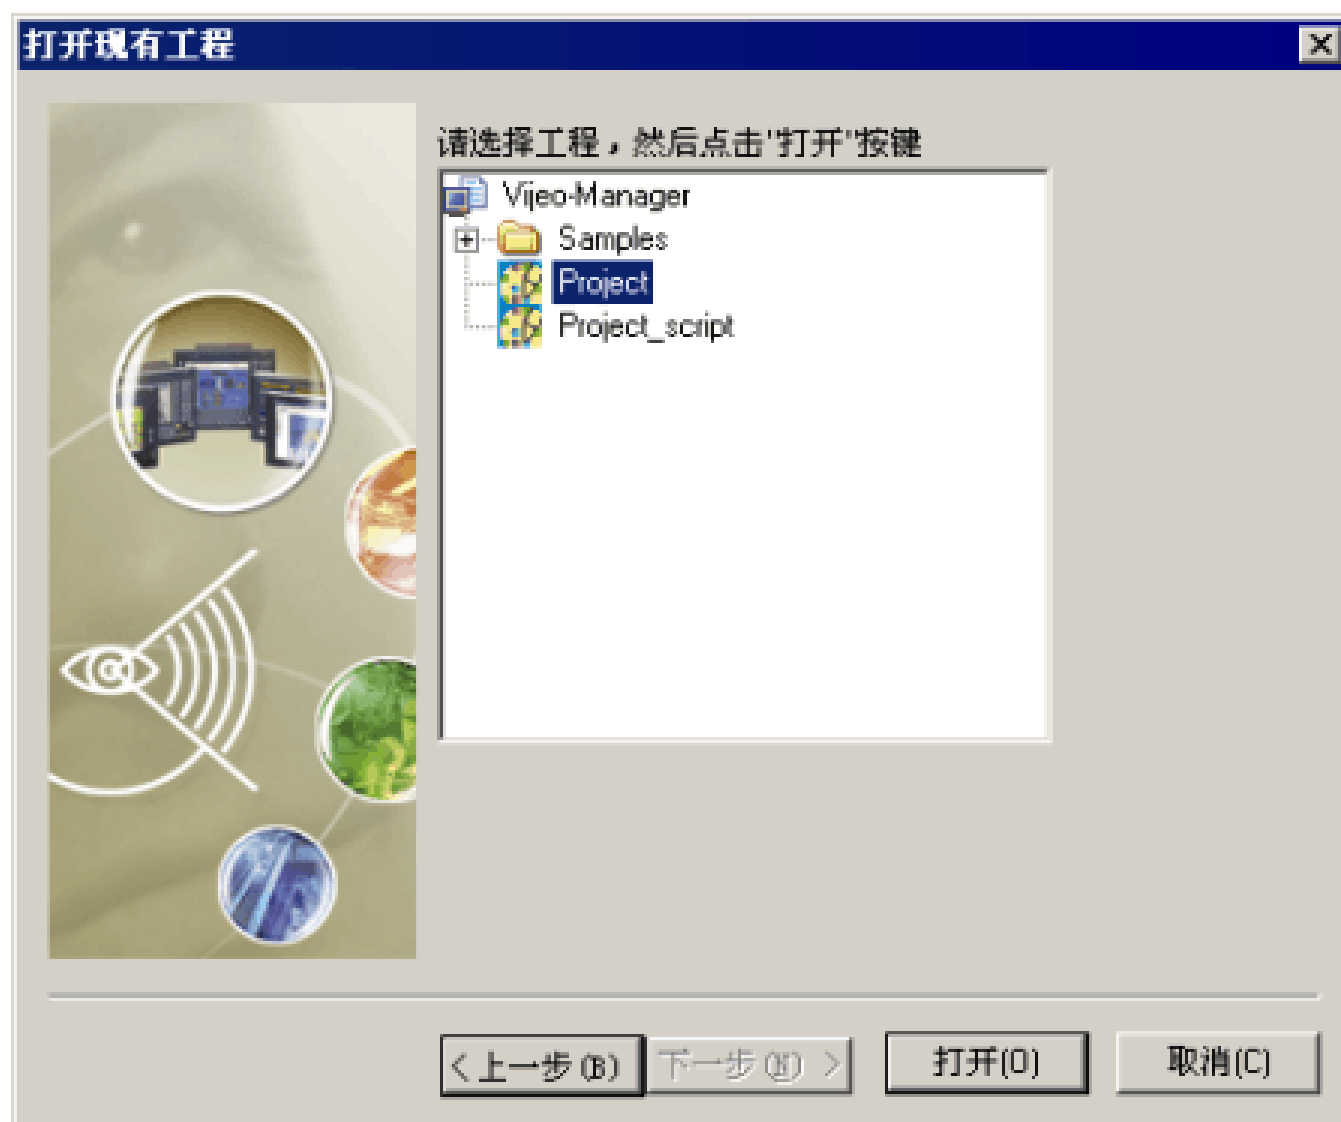 打开现有工程
请选择工程，然后点击"打开"按键
Vijeo-Manager
Samples
Project
Project_script
< 上一步(B)
下一步(N) >
打开(O)
取消(C)